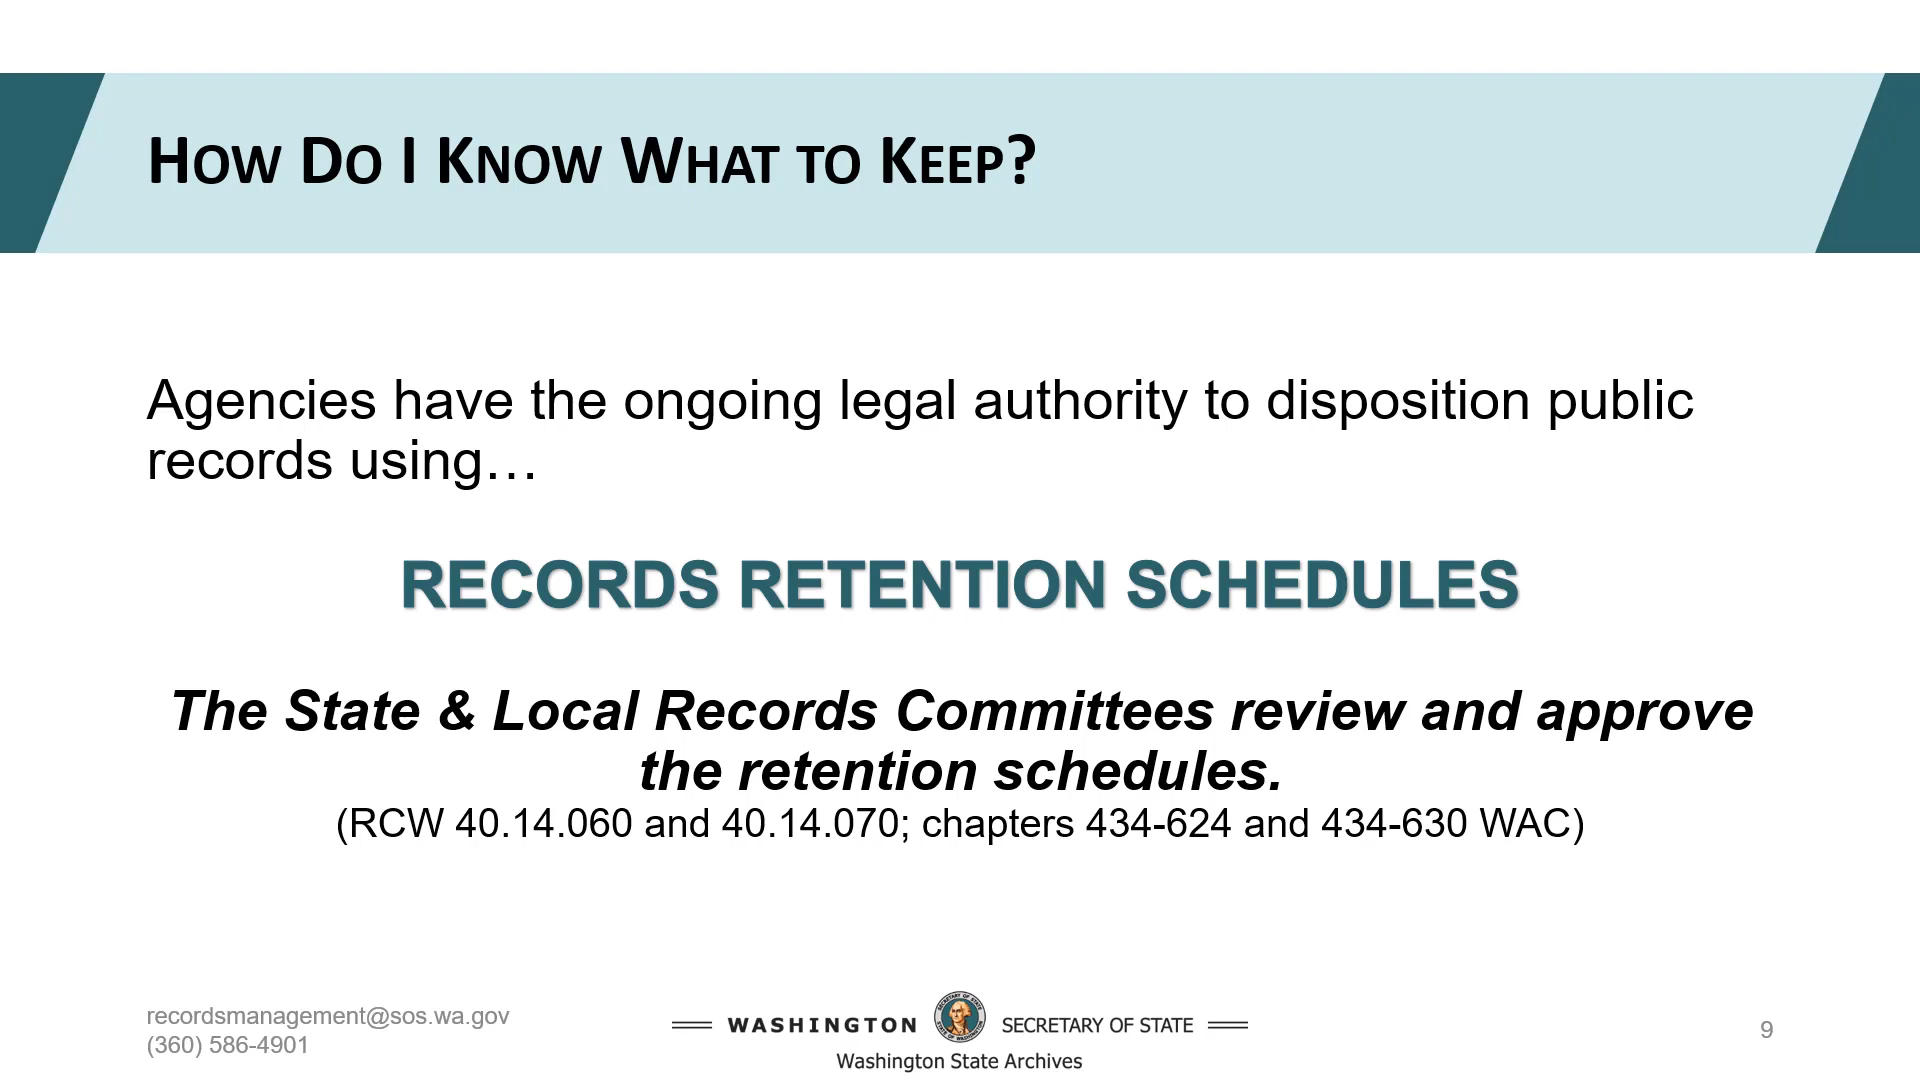 HOW DO I KNOW WHAT TO KEEP?
Agencies have the ongoing legal authority to disposition public
records using…
RECORDS RETENTION SCHEDULES
The State & Local Records Committees review and approve
the retention schedules.
(RCW 40.14.060 and 40.14.070; chapters 434-624 and 434-630 WAC)
recordsmanagement@sos.wa.gov
(360) 586-4901
WASHINGTON SECRETARY OF STATE
Washington State Archives
9